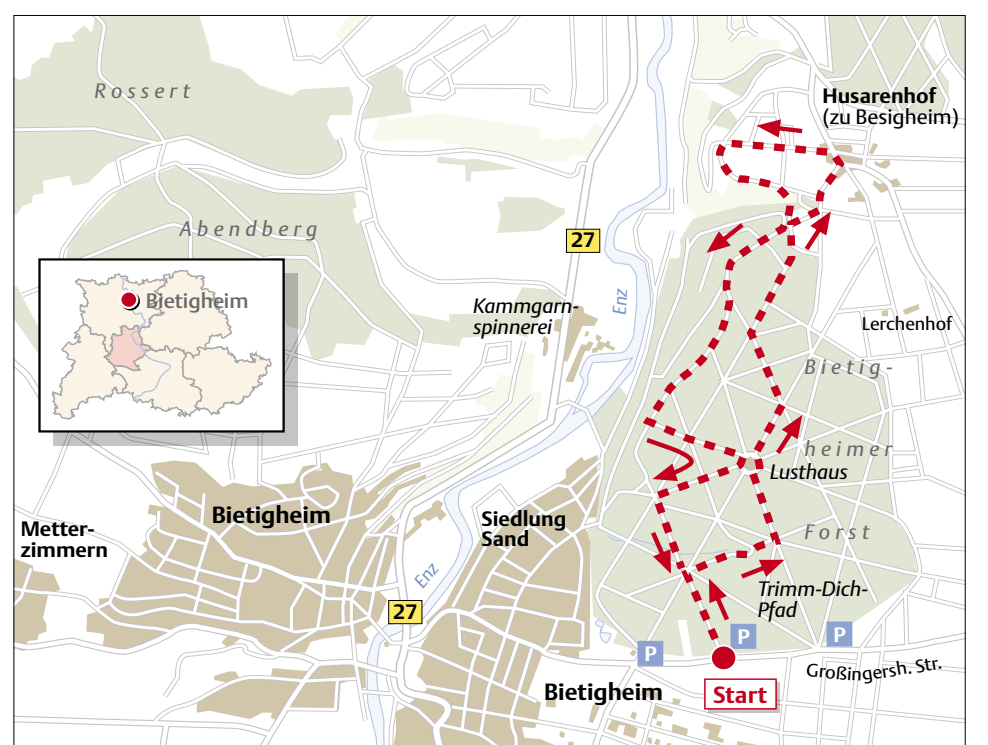 Rossert
Husarenhof
(zu Besigheim)
Abendberg
27
Bietigheim
Enz
Kammgarn-
spinnerei
Lerchenhof
Bietig-
heimer
Lusthaus
Bietigheim
Siedlung
Sand
Metter-
zimmern
Forst
Enz
27
Trimm-Dich-
Pfad
P
P
P
Großingersh. Str.
Bietigheim
Start